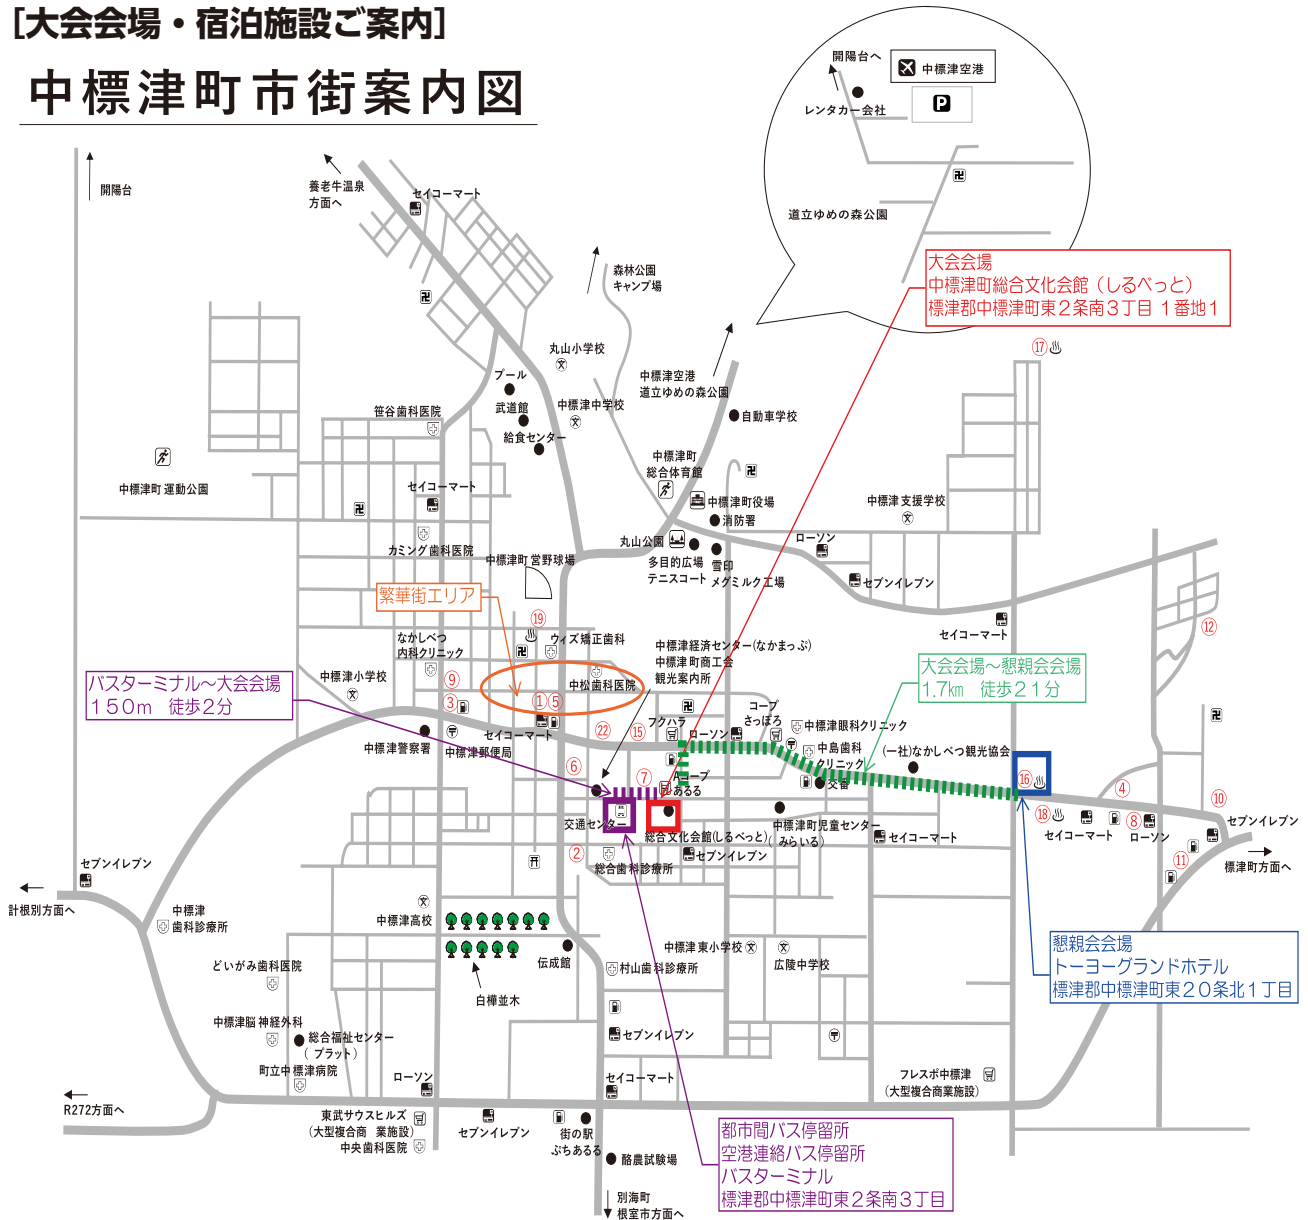 [大会会場・宿泊施設ご案内]
中標津町市街案内図
開陽台へ
中標津空港
P
レンタカー会社
道立ゆめの森公園
開陽台
養老牛温泉
方面へ
セイコーマート
森林公園
キャンプ場
大会会場
中標津町総合文化会館（しるべっと）
標津郡中標津町東２条南３丁目１番地１
丸山小学校
⑰
プール
中標津空港
道立ゆめの森公園
武道館
中標津中学校
笹谷歯科医院
自動車学校
給食センター
中標津町
総合体育館
中標津町運動公園
セイコーマート
中標津町役場
中標津支援学校
消防署
カミング歯科医院
丸山公園
ローソン
中標津町営野球場
多目的広場
テニスコート
雪印
メグミルク工場
セブンイレブン
繁華街エリア
⑲
セイコーマート
⑫
なかしべつ
内科クリニック
ウィズ矯正歯科
中標津経済センター(なかまっぷ)
中標津町商工会
観光案内所
大会会場～懇親会会場
1.7㎞　徒歩２１分
バスターミナル～大会会場
１５０ｍ　徒歩２分
中標津小学校
⑨
③
中松歯科医院
①⑤
コープ
さっぽろ
フクハラ
ローソン
中標津眼科クリニック
㉒
⑮
セイコーマート
中標津警察署
中標津郵便局
中島歯科
クリニック
(一社)なかしべつ観光協会
⑥
⑦
Aコープ
あるる
交番
⑯
④
⑩
交通センター
⑱
セイコーマート
⑧
ローソン
セブンイレブン
総合文化会館(しるべっと)
中標津町児童センター
( みらいる)
セイコーマート
②
総合歯科診療所
セブンイレブン
⑪
標津町方面へ
セブンイレブン
計根別方面へ
中標津
歯科診療所
中標津高校
どいがみ歯科医院
伝成館
村山歯科診療所
中標津東小学校
広陵中学校
懇親会会場
トーヨーグランドホテル
標津郡中標津町東２０条北１丁目
白樺並木
中標津脳神経外科
総合福祉センター
( プラット)
町立中標津病院
セブンイレブン
ローソン
セイコーマート
フレスポ中標津
(大型複合商業施設)
R272方面へ
東武サウスヒルズ
(大型複合商 業施設)
中央歯科医院
セブンイレブン
街の駅
ぷちあるる
酪農試験場
都市間バス停留所
空港連絡バス停留所
バスターミナル
標津郡中標津町東２条南３丁目
別海町
根室市方面へ